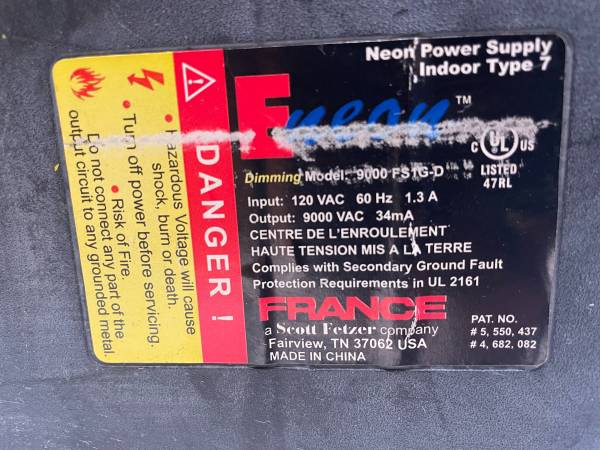 Neon Power Supply
Indoor Type 7
Eneon™
Dimming Model: 9000 FS1G-D
Input: 120 VAC 60 Hz 1.3 A
Output: 9000 VAC 34mA
CENTRE DE L'ENROULEMENT
HAUTE TENSION MIS A LA TERRE
Complies with Secondary Ground Fault
Protection Requirements in UL 2161
FRANCE
a Scott Fetzer company
Fairview, TN 37062 USA
MADE IN CHINA
C UL US
LISTED
47RL
PAT. NO.
# 5, 550, 437
# 4, 682, 082
DANGER!
• Hazardous Voltage will cause
shock, burn or death.
• Turn off power before servicing.
• Risk of Fire.
Do not connect any part of the
output circuit to any grounded metal.